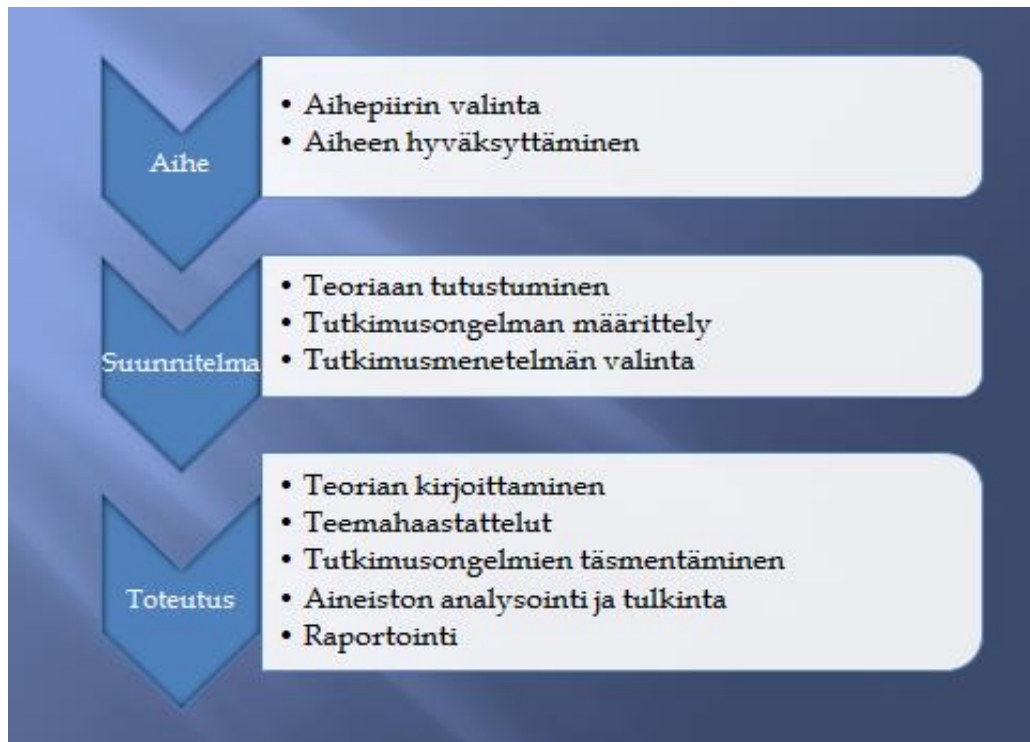 Aihe
• Aihepiirin valinta
• Aiheen hyväksyttäminen
Suunnitelma
• Teoriaan tutustuminen
• Tutkimusongelman määrittely
• Tutkimusmenetelmän valinta
Toteutus
• Teorian kirjoittaminen
• Teemahaastattelut
• Tutkimusongelmien täsmentäminen
• Aineiston analysointi ja tulkinta
• Raportointi